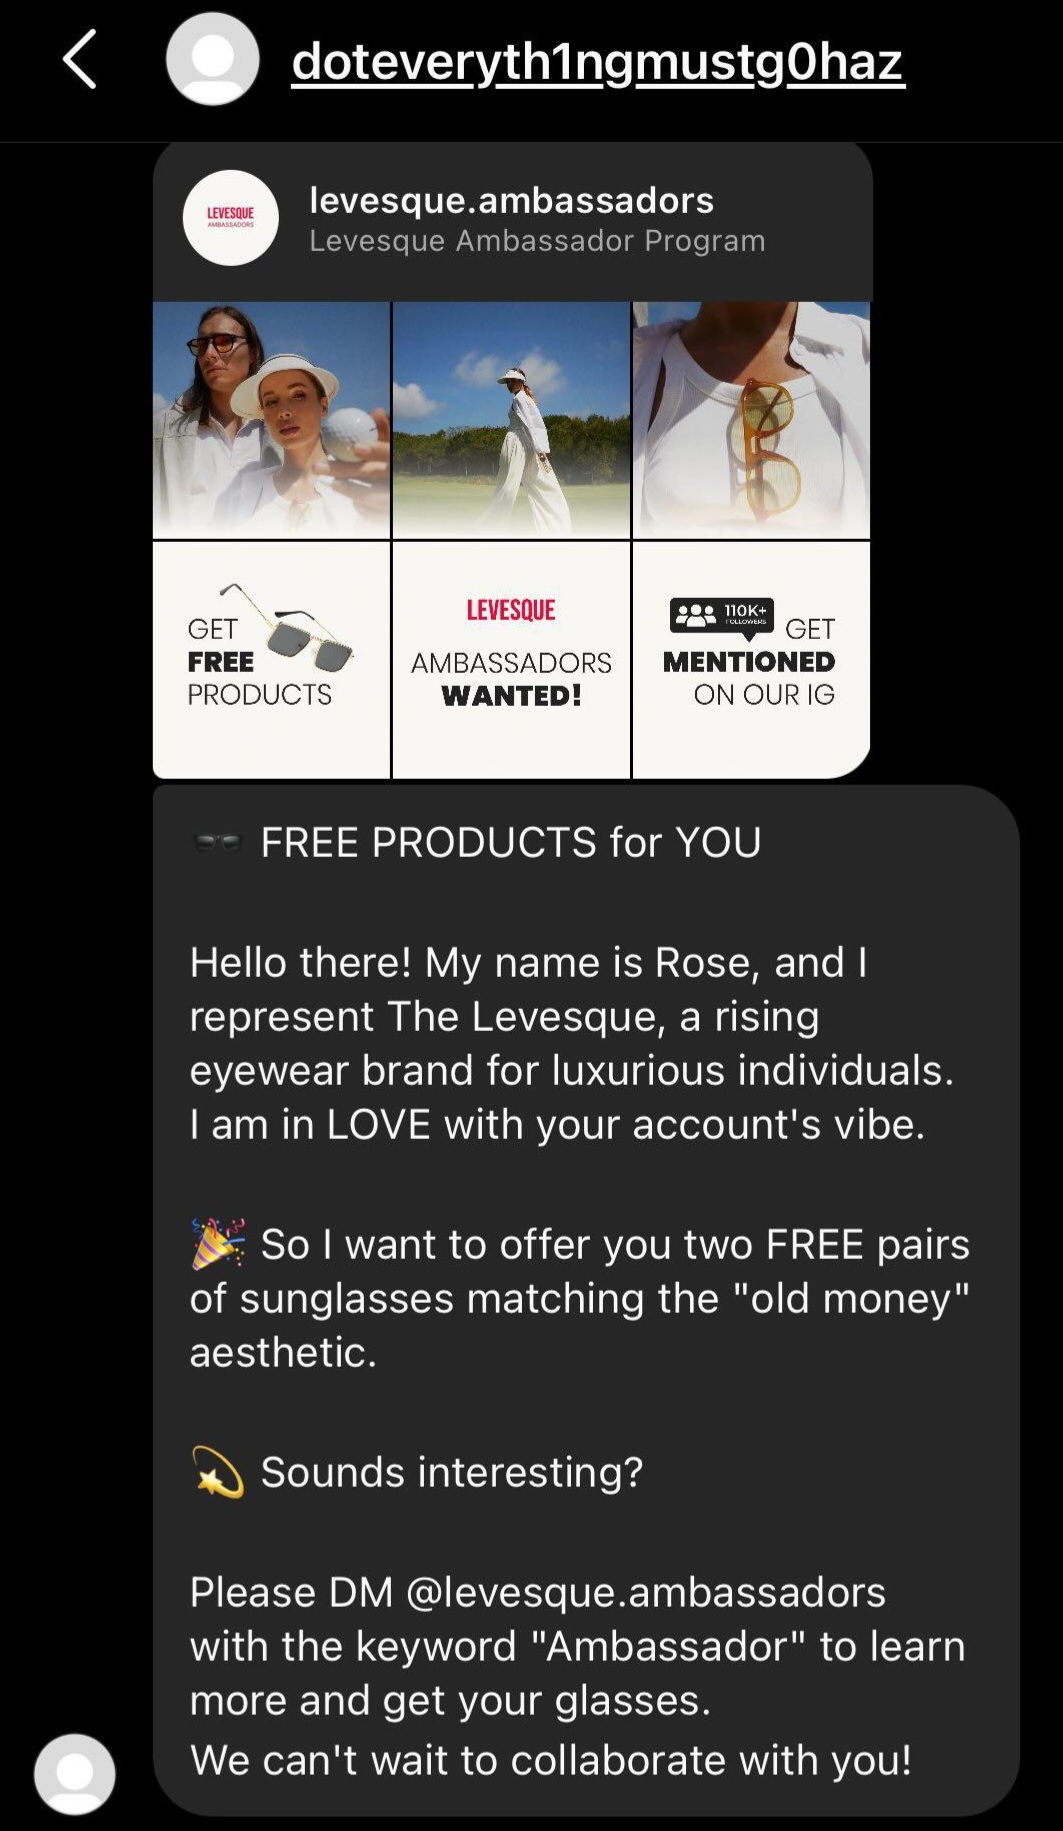 doteveryth1ngmustg0haz
LEVESQUE
AMBASSADORS
levesque.ambassadors
Levesque Ambassador Program
GET
FREE
PRODUCTS
LEVESQUE
AMBASSADORS
WANTED!
110K+
FOLLOWERS
GET
MENTIONED
ON OUR IG
🕶️ FREE PRODUCTS for YOU
Hello there! My name is Rose, and I
represent The Levesque, a rising
eyewear brand for luxurious individuals.
I am in LOVE with your account's vibe.
🎉 So I want to offer you two FREE pairs
of sunglasses matching the "old money"
aesthetic.
💫 Sounds interesting?
Please DM @levesque.ambassadors
with the keyword "Ambassador" to learn
more and get your glasses.
We can't wait to collaborate with you!